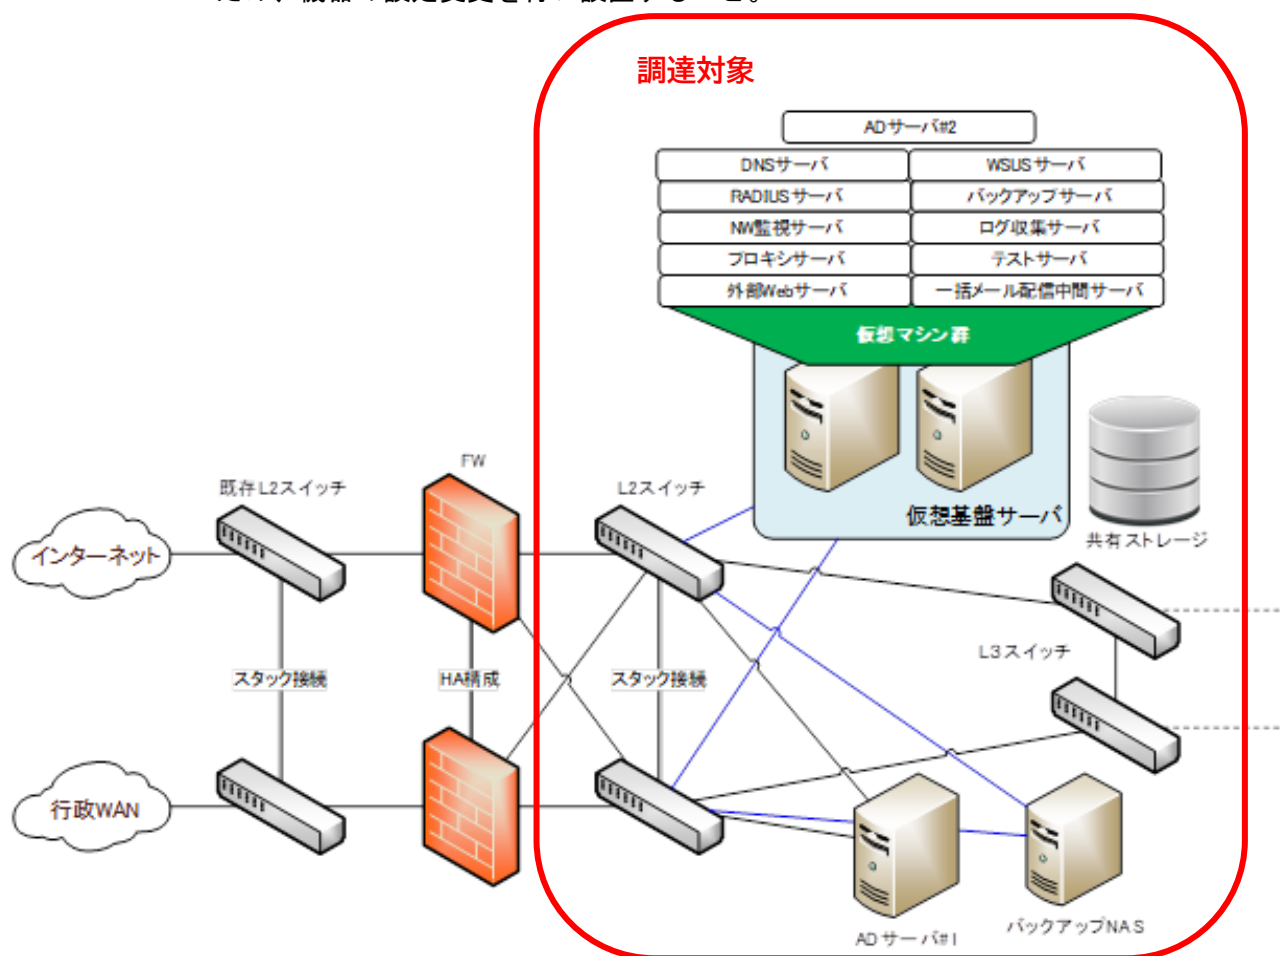 調達対象
ADサーバ#2
DNSサーバ
WSUSサーバ
RADIUSサーバ
バックアップサーバ
NW監視サーバ
ログ収集サーバ
プロキシサーバ
テストサーバ
外部Webサーバ
一括メール配信中間サーバ
仮想マシン群
仮想基盤サーバ
共有ストレージ
FW
既存L2スイッチ
L2スイッチ
インターネット
L3スイッチ
スタック接続
HA構成
スタック接続
行政WAN
ADサーバ#1
バックアップNAS